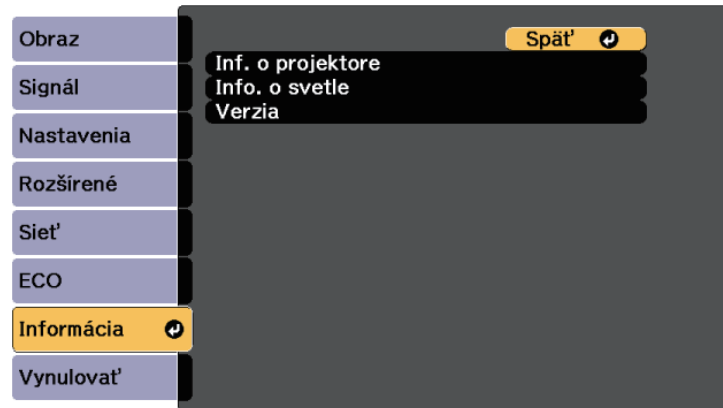 Obraz
Signál
Nastavenia
Rozšírené
Sieť
ECO
Informácia
Vynulovať
Späť
Inf. o projektore
Info. o svetle
Verzia